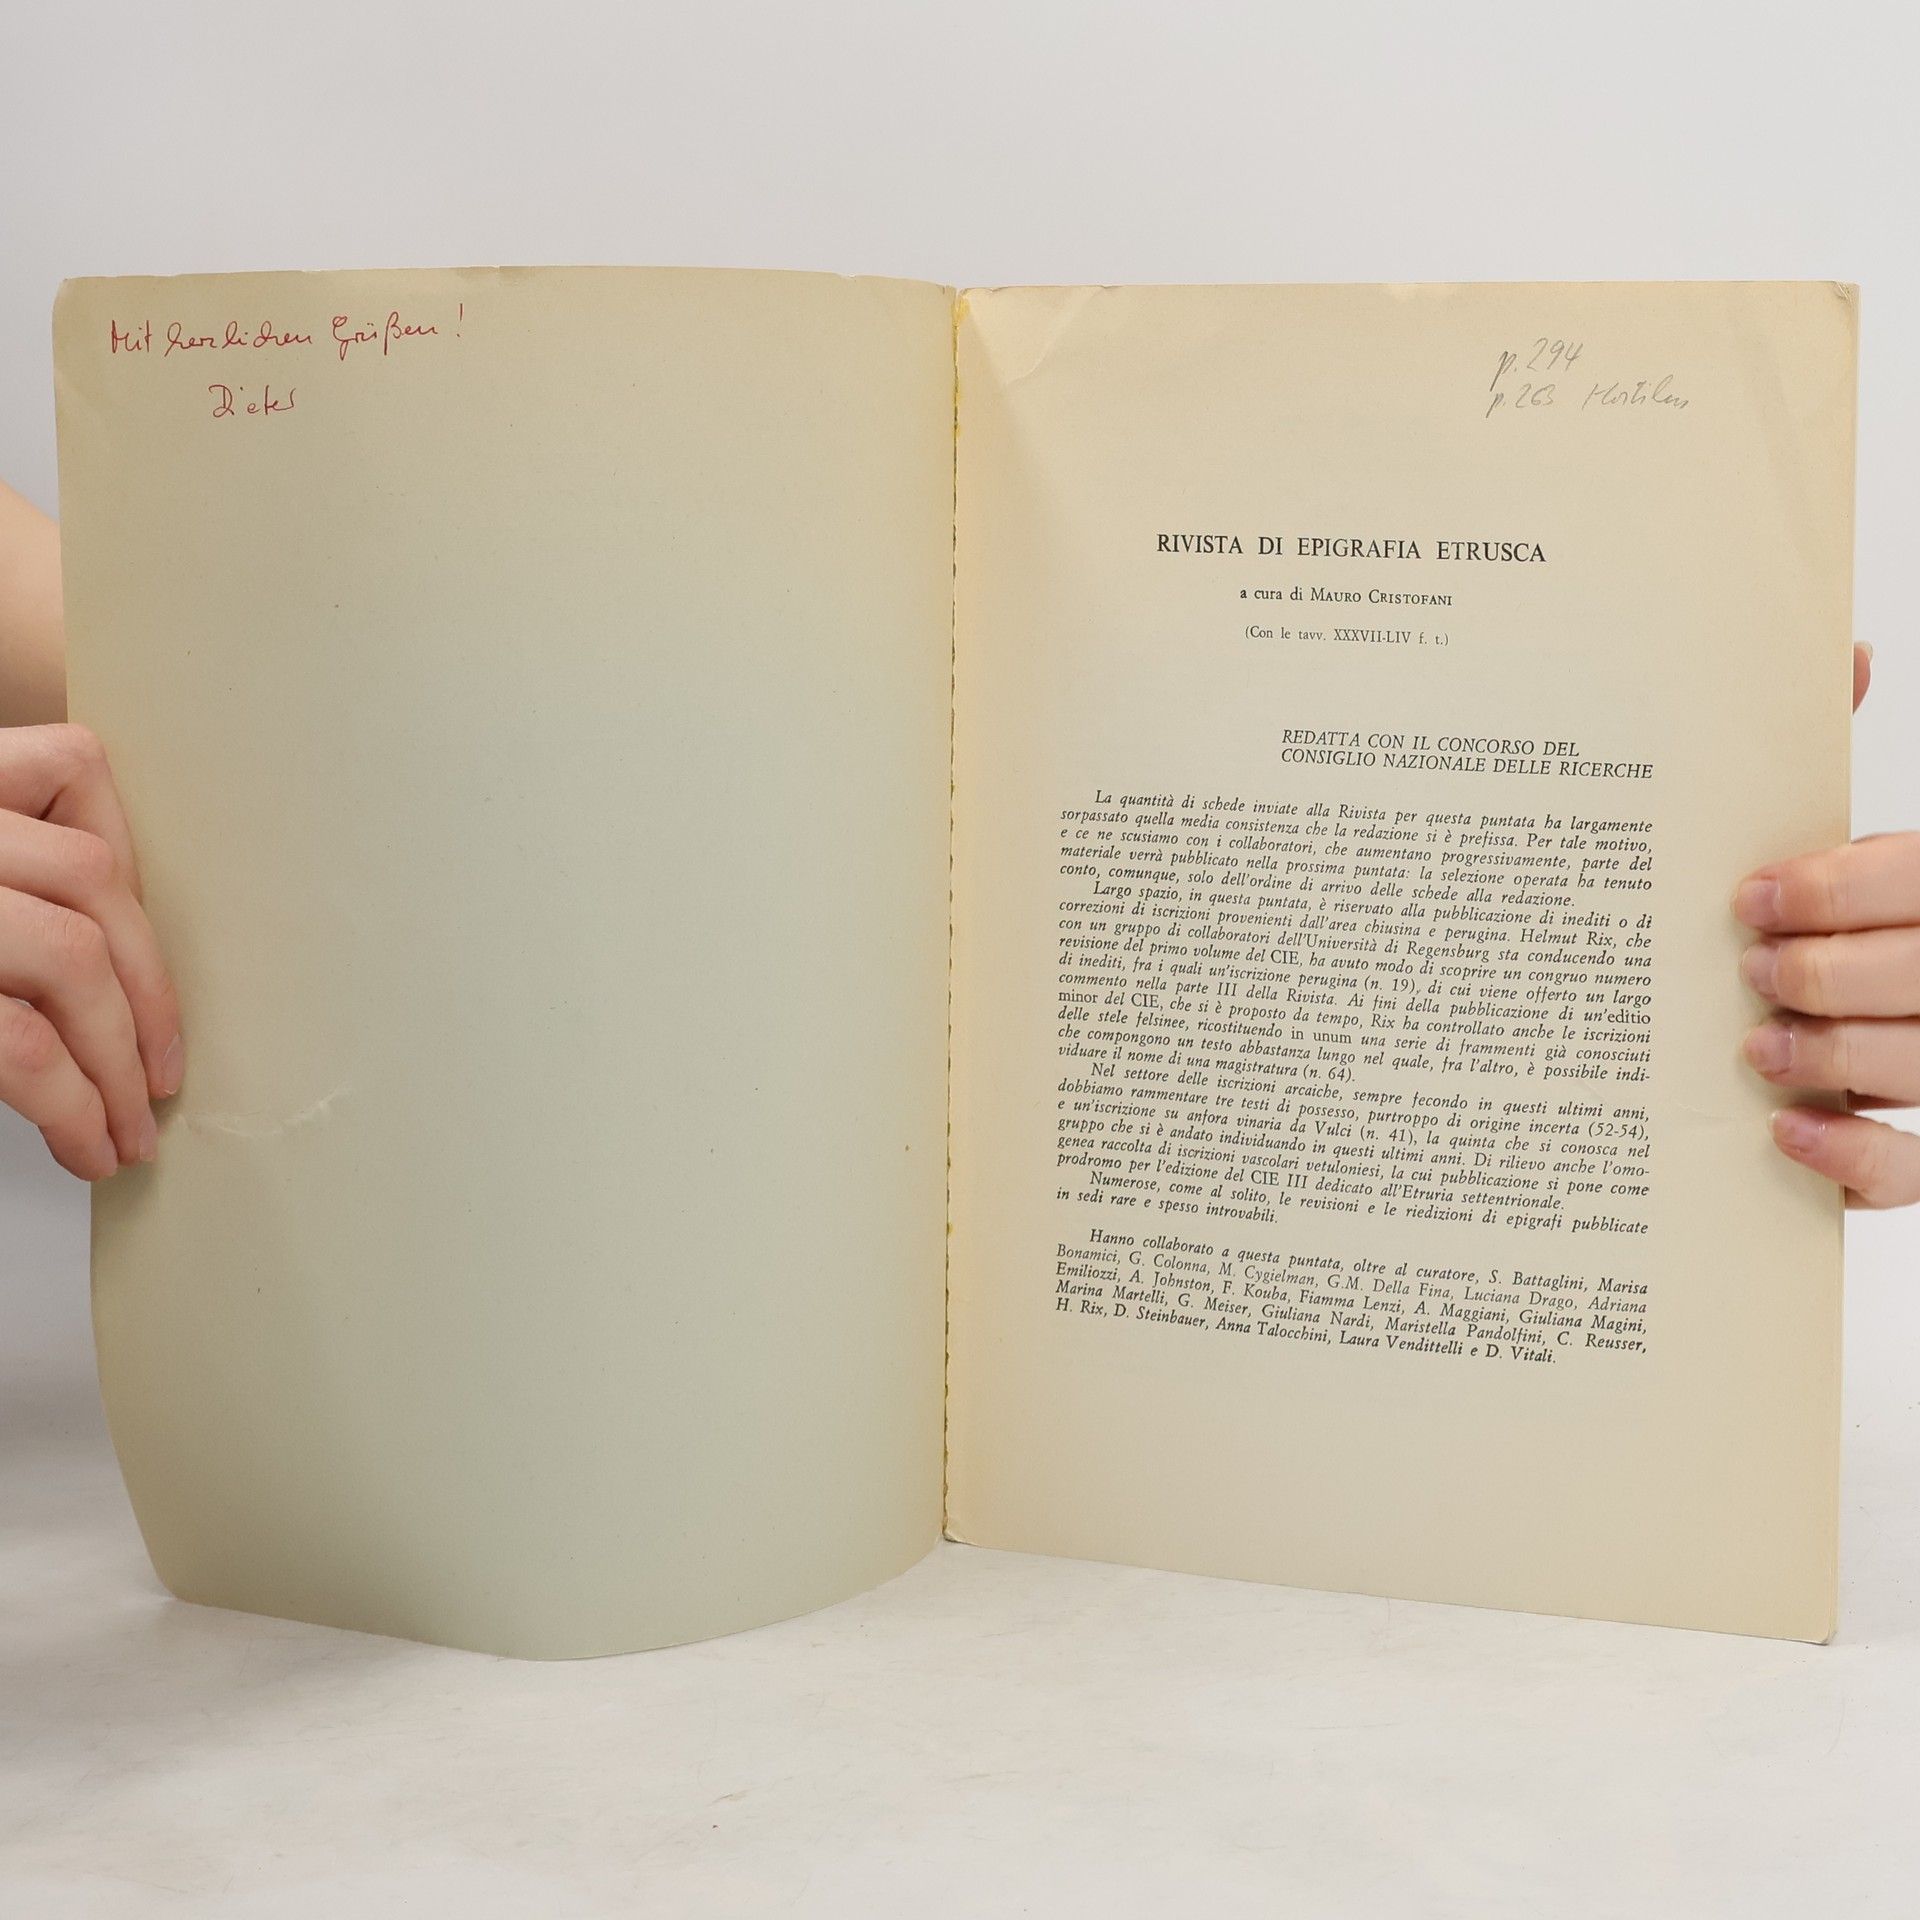 Mit herzlichen Grüßen!
Dieter
p. 294
p. 263 Hostilus
RIVISTA DI EPIGRAFIA ETRUSCA
a cura di MAURO CRISTOFANI
(Con le tavv. XXXVII-LIV f. t.)
REDATTA CON IL CONCORSO DEL
CONSIGLIO NAZIONALE DELLE RICERCHE
La quantità di schede inviate alla Rivista per questa puntata ha largamente
sorpassato quella media consistenza che la redazione si è prefissa. Per tale motivo,
e ce ne scusiamo con i collaboratori, che aumentano progressivamente, parte del
materiale verrà pubblicato nella prossima puntata: la selezione operata ha tenuto
conto, comunque, solo dell'ordine di arrivo delle schede alla redazione.
Largo spazio, in questa puntata, è riservato alla pubblicazione di inediti o di
correzioni di iscrizioni provenienti dall'area chiusina e perugina. Helmut Rix, che
con un gruppo di collaboratori dell'Università di Regensburg sta conducendo una
revisione del primo volume del CIE, ha avuto modo di scoprire un congruo numero
di inediti, fra i quali un'iscrizione perugina (n. 19), di cui viene offerto un largo
commento nella parte III della Rivista. Ai fini della pubblicazione di un'editio
minor del CIE, che si è proposto da tempo, Rix ha controllato anche le iscrizioni
delle stele felsinee, ricostituendo in unum una serie di frammenti già conosciuti
che compongono un testo abbastanza lungo nel quale, fra l'altro, è possibile indi-
viduare il nome di una magistratura (n. 64).
Nel settore delle iscrizioni arcaiche, sempre fecondo in questi ultimi anni,
dobbiamo rammentare tre testi di possesso, purtroppo di origine incerta (52-54),
e un'iscrizione su anfora vinaria da Vulci (n. 41), la quinta che si conosca nel
gruppo che si è andato individuando in questi ultimi anni. Di rilievo anche l'omo-
genea raccolta di iscrizioni vascolari vetuloniesi, la cui pubblicazione si pone come
prodromo per l'edizione del CIE III dedicato all'Etruria settentrionale.
Numerose, come al solito, le revisioni e le riedizioni di epigrafi pubblicate
in sedi rare e spesso introvabili.
Hanno collaborato a questa puntata, oltre al curatore, S. Battaglini, Marisa
Bonamici, G. Colonna, M. Cygielman, G.M. Della Fina, Luciana Drago, Adriana
Emiliozzi, A. Johnston, F. Kouba, Fiamma Lenzi, A. Maggiani, Giuliana Magini,
Marina Martelli, G. Meiser, Giuliana Nardi, Maristella Pandolfini, C. Reusser,
H. Rix, D. Steinbauer, Anna Talocchini, Laura Vendittelli e D. Vitali.